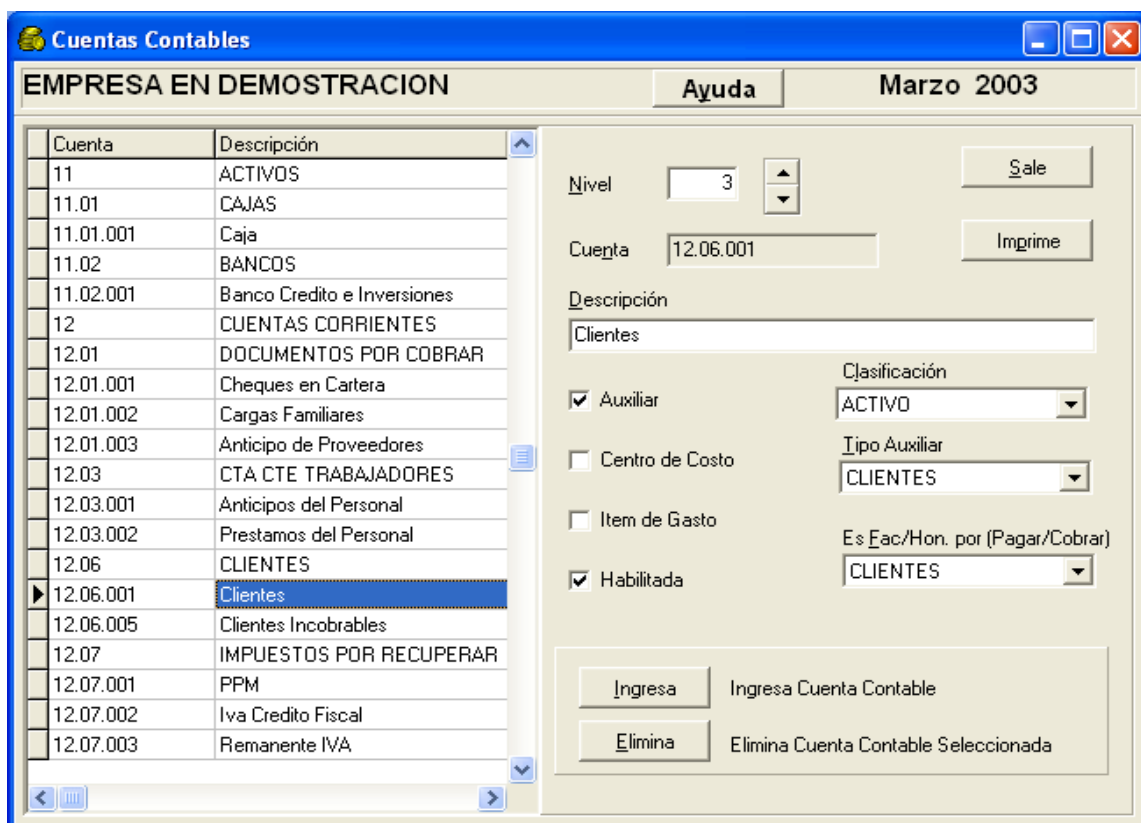 Cuentas Contables
EMPRESA EN DEMOSTRACION Ayuda Marzo 2003
Cuenta Descripción
11 ACTIVOS
11.01 CAJAS
11.01.001 Caja
11.02 BANCOS
11.02.001 Banco Credito e Inversiones
12 CUENTAS CORRIENTES
12.01 DOCUMENTOS POR COBRAR
12.01.001 Cheques en Cartera
12.01.002 Cargas Familiares
12.01.003 Anticipo de Proveedores
12.03 CTA CTE TRABAJADORES
12.03.001 Anticipos del Personal
12.03.002 Prestamos del Personal
12.06 CLIENTES
12.06.001 Clientes
12.06.005 Clientes Incobrables
12.07 IMPUESTOS POR RECUPERAR
12.07.001 PPM
12.07.002 Iva Credito Fiscal
12.07.003 Remanente IVA
Nivel 3 Sale
Cuenta 12.06.001 Imprime
Descripción
Clientes
Clasificación
Auxiliar ACTIVO
Tipo Auxiliar
Centro de Costo CLIENTES
Item de Gasto
Es Fac/Hon. por (Pagar/Cobrar)
Habilitada CLIENTES
Ingresa Ingresa Cuenta Contable
Elimina Elimina Cuenta Contable Seleccionada